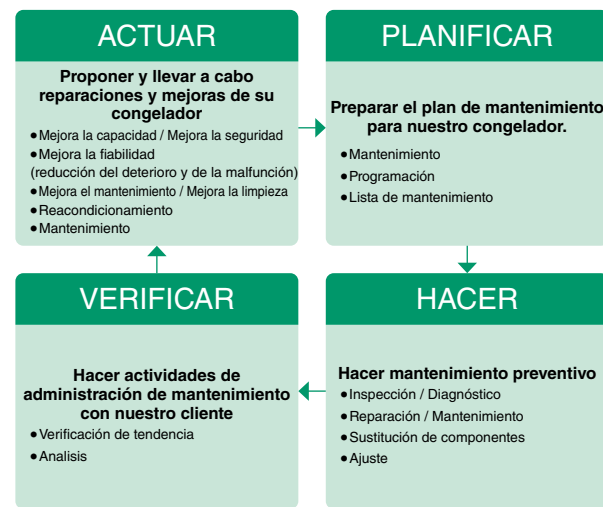 ACTUAR
Proponer y llevar a cabo
reparaciones y mejoras de su
congelador
●Mejora la capacidad / Mejora la seguridad
●Mejora la fiabilidad
(reducción del deterioro y de la malfunción)
●Mejora el mantenimiento / Mejora la limpieza
●Reacondicionamiento
●Mantenimiento
PLANIFICAR
Preparar el plan de mantenimiento
para nuestro congelador.
●Mantenimiento
●Programación
●Lista de mantenimiento
VERIFICAR
Hacer actividades de
administración de mantenimiento
con nuestro cliente
●Verificación de tendencia
●Analisis
HACER
Hacer mantenimiento preventivo
●Inspección / Diagnóstico
●Reparación / Mantenimiento
●Sustitución de componentes
●Ajuste